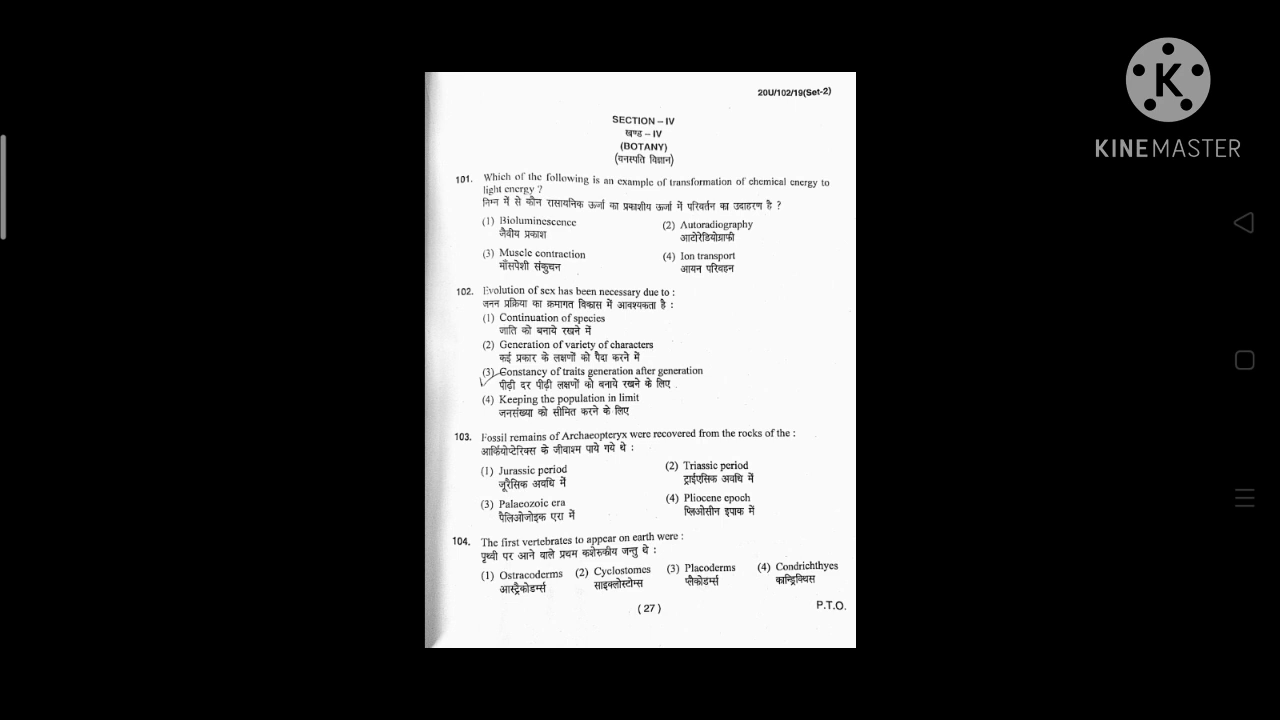 20U/102/19(Set-2)
SECTION – IV
खण्ड – IV
(BOTANY)
(वनस्पति विज्ञान)
101. Which of the following is an example of transformation of chemical energy to
light energy ?
निम्न में से कौन रासायनिक ऊर्जा का प्रकाशीय ऊर्जा में परिवर्तन का उदाहरण है ?
(1) Bioluminescence (2) Autoradiography
जैवीय प्रकाश आटोरेडियोग्राफी
(3) Muscle contraction (4) Ion transport
माँसपेशी संकुचन आयन परिवहन
102. Evolution of sex has been necessary due to :
जनन प्रक्रिया का क्रमागत विकास में आवश्यकता है :
(1) Continuation of species
जाति को बनाये रखने में
(2) Generation of variety of characters
कई प्रकार के लक्षणों को पैदा करने में
(3) Constancy of traits generation after generation
पीढ़ी दर पीढ़ी लक्षणों को बनाये रखने के लिए
(4) Keeping the population in limit
जनसंख्या को सीमित करने के लिए
103. Fossil remains of Archaeopteryx were recovered from the rocks of the :
आर्कियोप्टेरिक्स के जीवाश्म पाये गये थे :
(1) Jurassic period (2) Triassic period
जूरैसिक अवधि में ट्राईएसिक अवधि में
(3) Palaeozoic era (4) Pliocene epoch
पैलिओजोइक एरा में प्लिओसीन इपाक में
104. The first vertebrates to appear on earth were :
पृथ्वी पर आने वाले प्रथम कशेरुकीय जन्तु थे :
(1) Ostracoderms (2) Cyclostomes (3) Placoderms (4) Condrichthyes
आस्ट्रैकोडर्म्स साइक्लोस्टोम्स प्लैकोडर्म्स कान्ड्रिक्थिस
( 27 ) P.T.O.
K
KINEMASTER